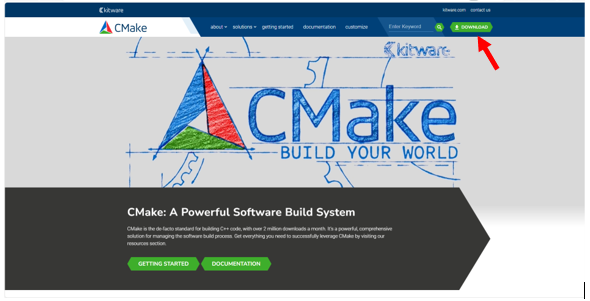 kitware
kitware.com contact us
CMake
about solutions getting started documentation customize Enter Keyword DOWNLOAD
kitware
CMake
BUILD YOUR WORLD
CMake: A Powerful Software Build System
CMake is the de-facto standard for building C++ code, with over 2 million downloads a month. It's a powerful, comprehensive
solution for managing the software build process. Get everything you need to successfully leverage CMake by visiting our
resources section.
GETTING STARTED DOCUMENTATION